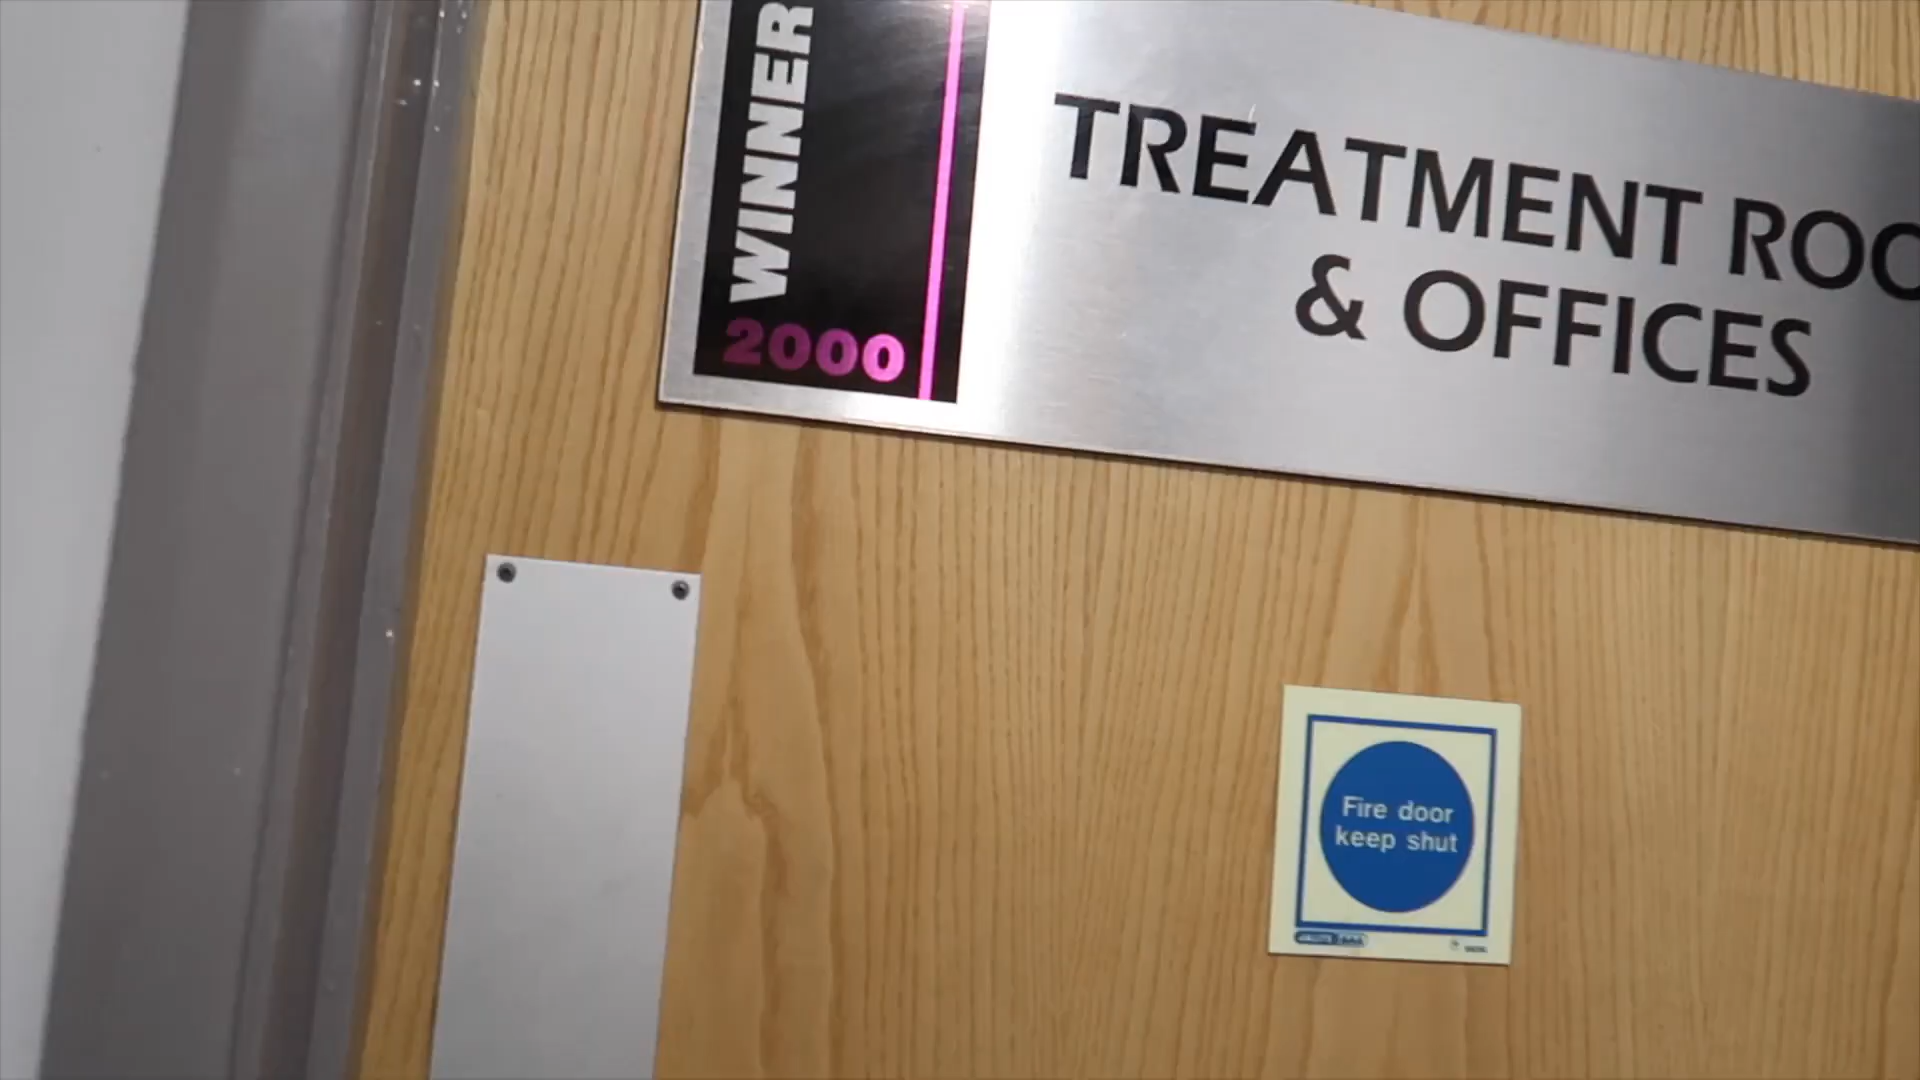 WINNER
2000
TREATMENT ROO
& OFFICES
Fire door
keep shut